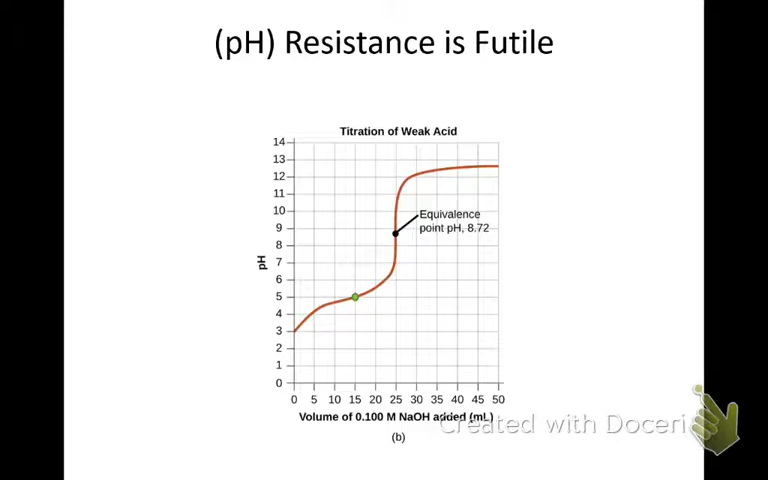 (pH) Resistance is Futile
Titration of Weak Acid
14
13
12
11
10
9
8
7
6
5
4
3
2
1
0
pH
Equivalence
point pH, 8.72
0 5 10 15 20 25 30 35 40 45 50
Volume of 0.100 M NaOH added (mL)
Created with Doceri
(b)